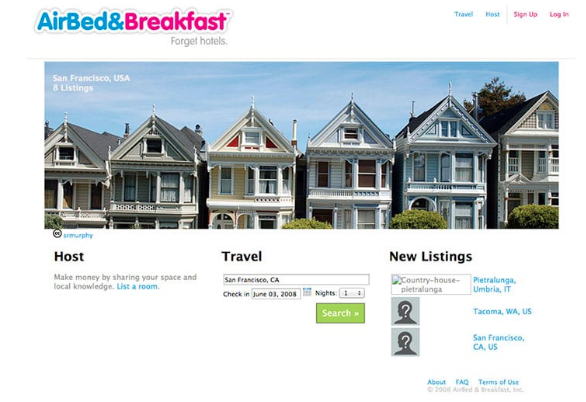 AirBed&Breakfast™
Forget hotels.
Travel Host Sign Up Log In
San Francisco, USA
8 Listings
cc srmurphy
Host
Make money by sharing your space and
local knowledge. List a room.
Travel
San Francisco, CA
Check in June 03, 2008 Nights: 1
Search »
New Listings
Country-house-
pietralunga
Pietralunga,
Umbria, IT
?
Tacoma, WA, US
?
San Francisco,
CA, US
About FAQ Terms of Use
© 2008 AirBed & Breakfast, Inc.